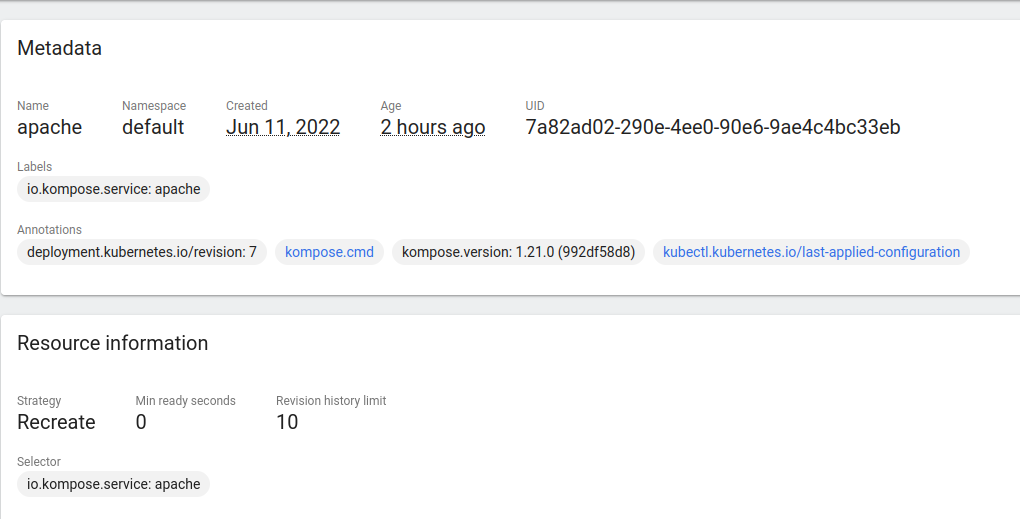 Metadata
Name Namespace Created Age UID
apache default Jun 11, 2022 2 hours ago 7a82ad02-290e-4ee0-90e6-9ae4c4bc33eb
Labels
io.kompose.service: apache
Annotations
deployment.kubernetes.io/revision: 7 kompose.cmd kompose.version: 1.21.0 (992df58d8) kubectl.kubernetes.io/last-applied-configuration
Resource information
Strategy Min ready seconds Revision history limit
Recreate 0 10
Selector
io.kompose.service: apache